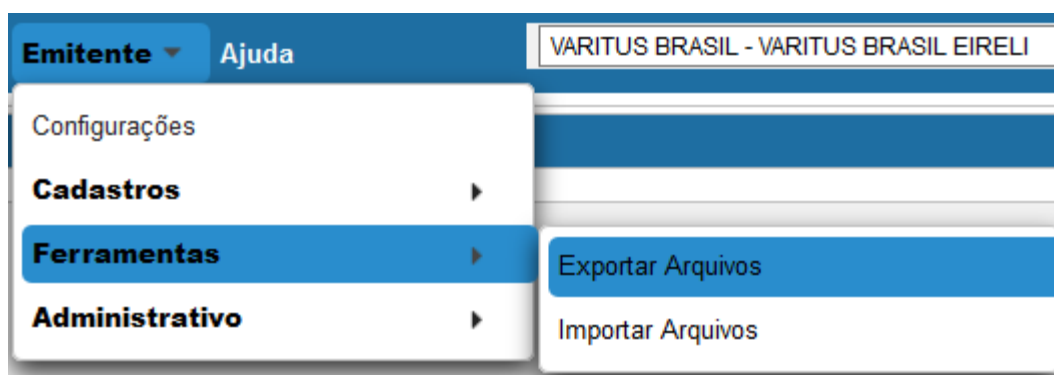 Emitente Ajuda VARITUS BRASIL - VARITUS BRASIL EIRELI
Configurações
Cadastros
Ferramentas
Exportar Arquivos
Administrativo
Importar Arquivos